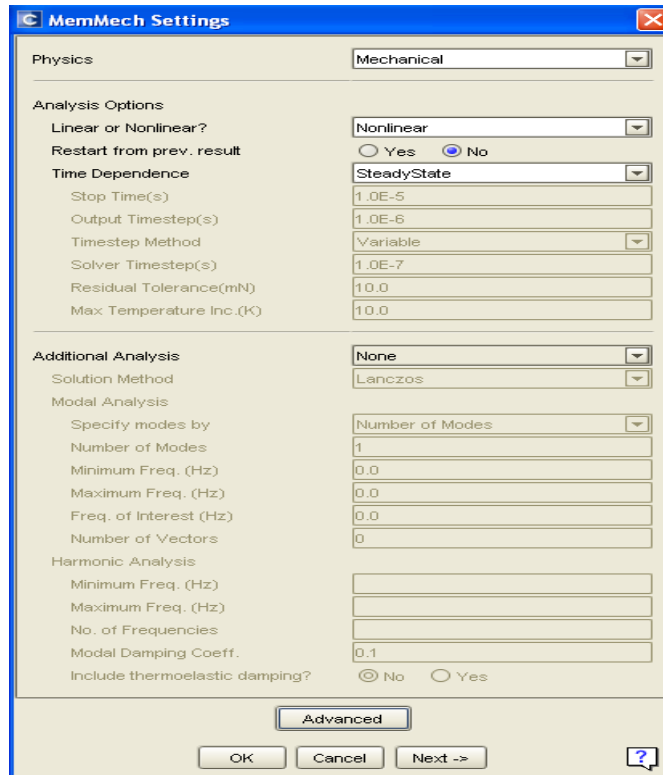 MemMech Settings
Physics Mechanical
Analysis Options
Linear or Nonlinear? Nonlinear
Restart from prev. result Yes No
Time Dependence SteadyState
Stop Time(s) 1.0E-5
Output Timestep(s) 1.0E-6
Timestep Method Variable
Solver Timestep(s) 1.0E-7
Residual Tolerance(mN) 10.0
Max Temperature Inc.(K) 10.0
Additional Analysis None
Solution Method Lanczos
Modal Analysis
Specify modes by Number of Modes
Number of Modes 1
Minimum Freq. (Hz) 0.0
Maximum Freq. (Hz) 0.0
Freq. of Interest (Hz) 0.0
Number of Vectors 0
Harmonic Analysis
Minimum Freq. (Hz)
Maximum Freq. (Hz)
No. of Frequencies
Modal Damping Coeff. 0.1
Include thermoelastic damping? No Yes
Advanced
OK Cancel Next -> ?